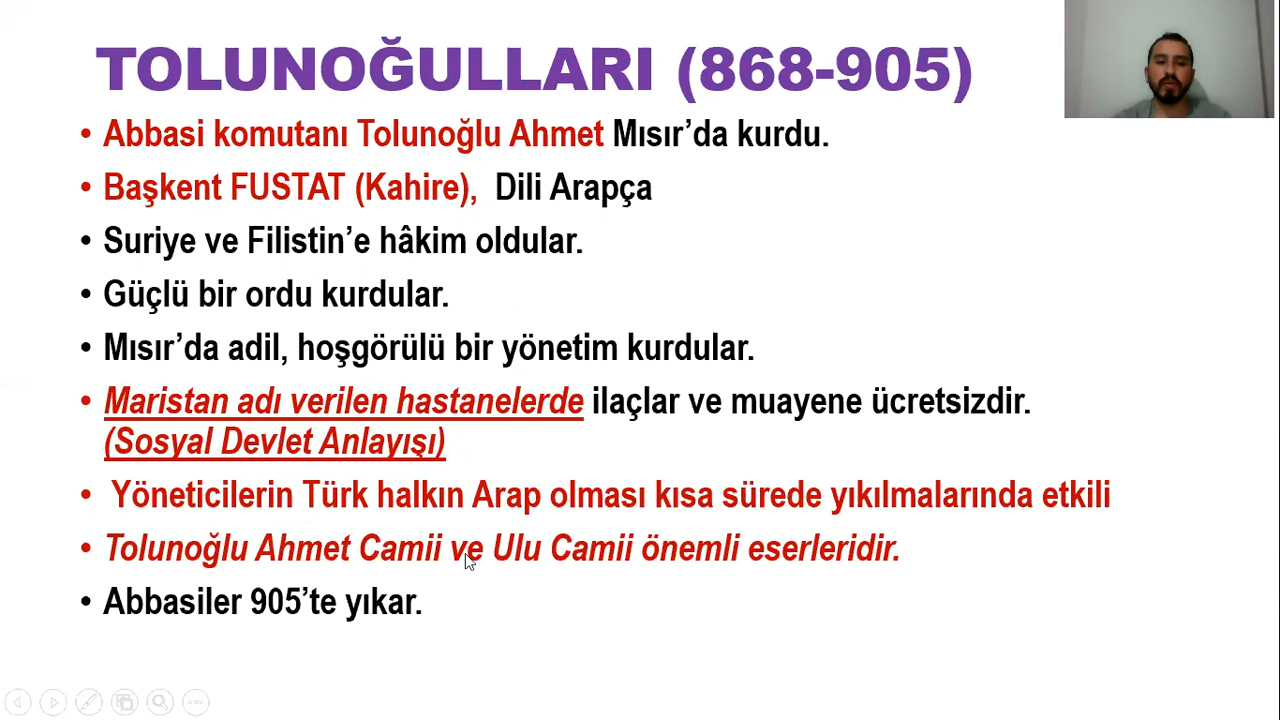 TOLUNOĞULLARI (868-905)
• Abbasi komutanı Tolunoğlu Ahmet Mısır’da kurdu.
• Başkent FUSTAT (Kahire), Dili Arapça
• Suriye ve Filistin’e hâkim oldular.
• Güçlü bir ordu kurdular.
• Mısır’da adil, hoşgörülü bir yönetim kurdular.
• Maristan adı verilen hastanelerde ilaçlar ve muayene ücretsizdir.
(Sosyal Devlet Anlayışı)
• Yöneticilerin Türk halkın Arap olması kısa sürede yıkılmalarında etkili
• Tolunoğlu Ahmet Camii ve Ulu Camii önemli eserleridir.
• Abbasiler 905’te yıkar.